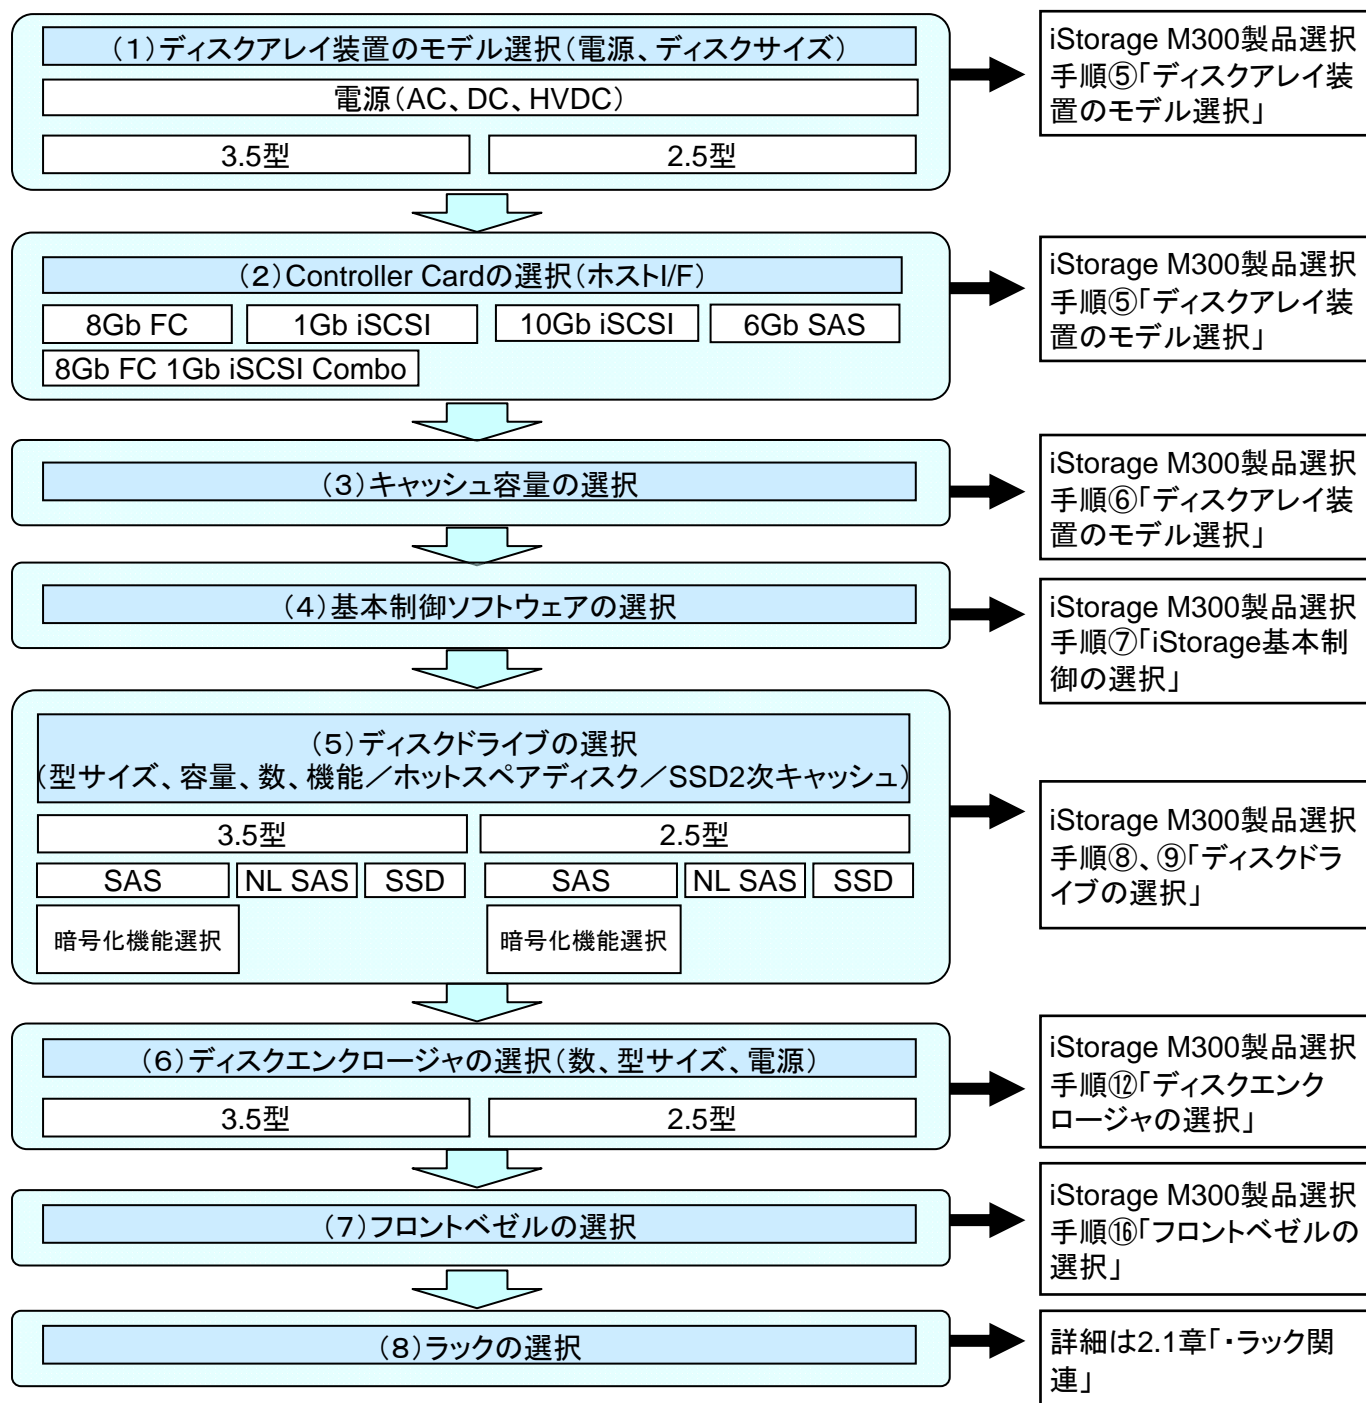 （１）ディスクアレイ装置のモデル選択（電源、ディスクサイズ）
電源（AC、DC、HVDC）
3.5型
2.5型
iStorage M300製品選択
手順⑤「ディスクアレイ装
置のモデル選択」
（２）Controller Cardの選択（ホストI/F）
8Gb FC
1Gb iSCSI
10Gb iSCSI
6Gb SAS
8Gb FC 1Gb iSCSI Combo
iStorage M300製品選択
手順⑤「ディスクアレイ装
置のモデル選択」
（３）キャッシュ容量の選択
iStorage M300製品選択
手順⑥「ディスクアレイ装
置のモデル選択」
（４）基本制御ソフトウェアの選択
iStorage M300製品選択
手順⑦「iStorage基本制
御の選択」
（５）ディスクドライブの選択
（型サイズ、容量、数、機能／ホットスペアディスク／SSD2次キャッシュ）
3.5型
2.5型
SAS
NL SAS
SSD
SAS
NL SAS
SSD
暗号化機能選択
暗号化機能選択
iStorage M300製品選択
手順⑧、⑨「ディスクドラ
イブの選択」
（６）ディスクエンクロージャの選択（数、型サイズ、電源）
3.5型
2.5型
iStorage M300製品選択
手順⑫「ディスクエンク
ロージャの選択」
（７）フロントベゼルの選択
iStorage M300製品選択
手順⑯「フロントベゼルの
選択」
（８）ラックの選択
詳細は2.1章「・ラック関
連」